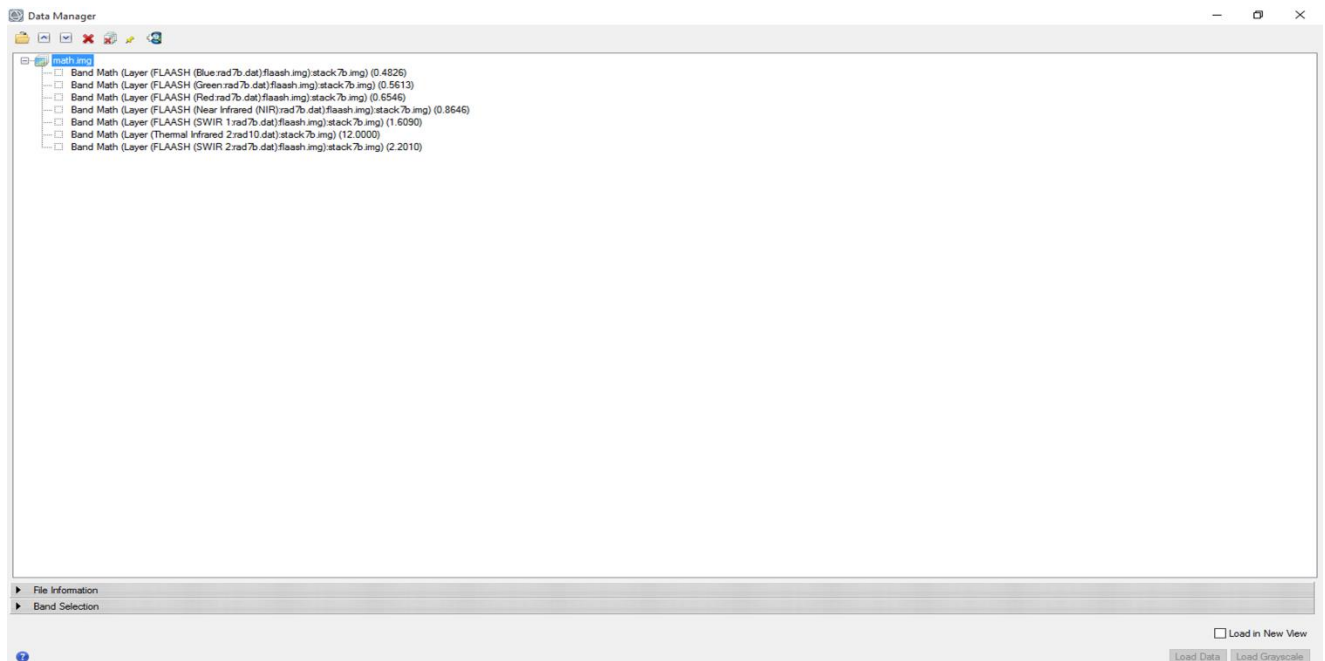 Data Manager
math.img
Band Math (Layer (FLAASH (Blue:rad7b.dat):flaash.img):stack7b.img) (0.4826)
Band Math (Layer (FLAASH (Green:rad7b.dat):flaash.img):stack7b.img) (0.5613)
Band Math (Layer (FLAASH (Red:rad7b.dat):flaash.img):stack7b.img) (0.6546)
Band Math (Layer (FLAASH (Near Infrared (NIR):rad7b.dat):flaash.img):stack7b.img) (0.8646)
Band Math (Layer (FLAASH (SWIR 1:rad7b.dat):flaash.img):stack7b.img) (1.6090)
Band Math (Layer (Thermal Infrared 2:rad10.dat):stack7b.img) (12.0000)
Band Math (Layer (FLAASH (SWIR 2:rad7b.dat):flaash.img):stack7b.img) (2.2010)
File Information
Band Selection
Load in New View
Load Data Load Grayscale